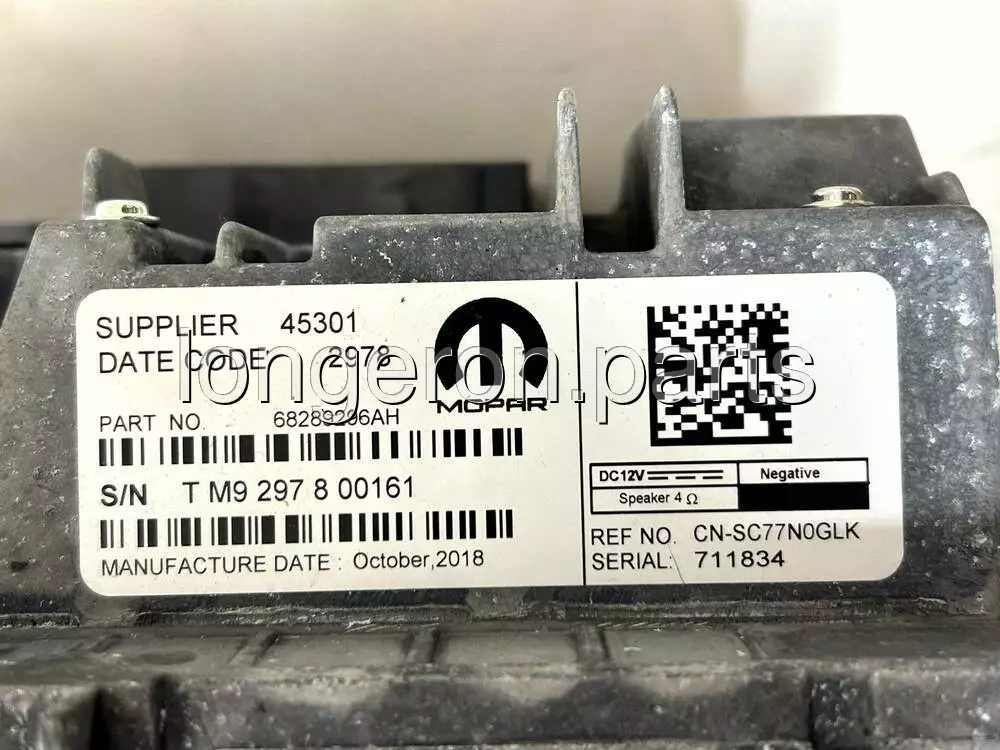 SUPPLIER 45301
DATE CODE 2978
PART NO. 68289296AH
S/N T M9 297 8 00161
MANUFACTURE DATE : October,2018
MOPAR
DC12V Negative
Speaker 4 Ω
REF NO. CN-SC77N0GLK
SERIAL: 711834
longeron.parts